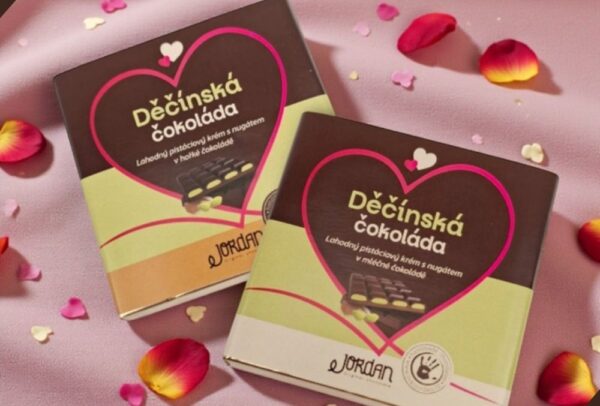 Děčínská
čokoláda
Lahodný pistáciový krém s nugátem
v hořké čokoládě
JORDAN
Děčínská
čokoláda
Lahodný pistáciový krém s nugátem
v mléčné čokoládě
JORDAN